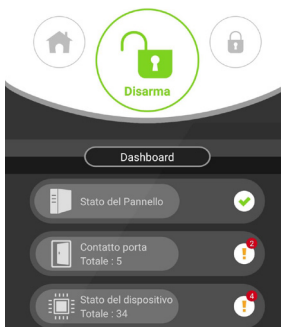 Disarma
Dashboard
Stato del Pannello
Contatto porta
Totale : 5
2
Stato del dispositivo
Totale : 34
4